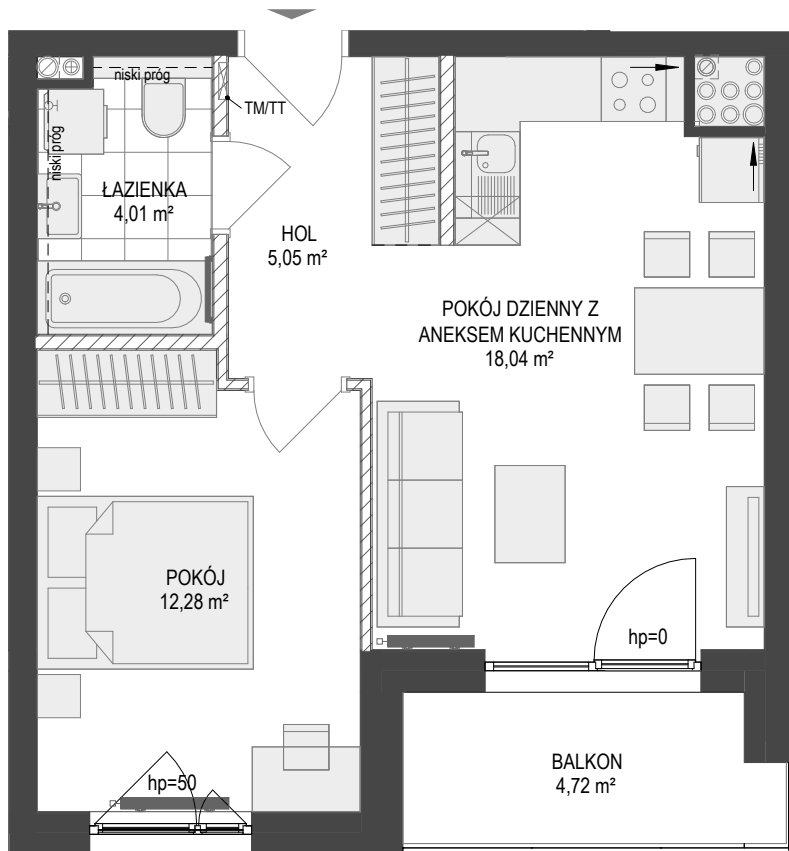 niski próg
TM/TT
niski próg
ŁAZIENKA
4,01 m²
HOL
5,05 m²
POKÓJ DZIENNY Z
ANEKSEM KUCHENNYM
18,04 m²
POKÓJ
12,28 m²
hp=0
hp=50
BALKON
4,72 m²